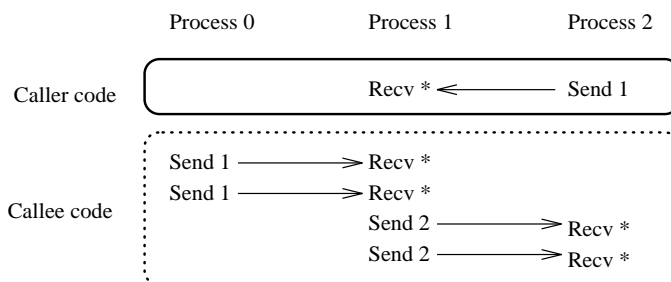 Process 0 Process 1 Process 2
Caller code Recv * Send 1
Send 1 Recv *
Send 1 Recv *
Callee code
Send 2 Recv *
Send 2 Recv *